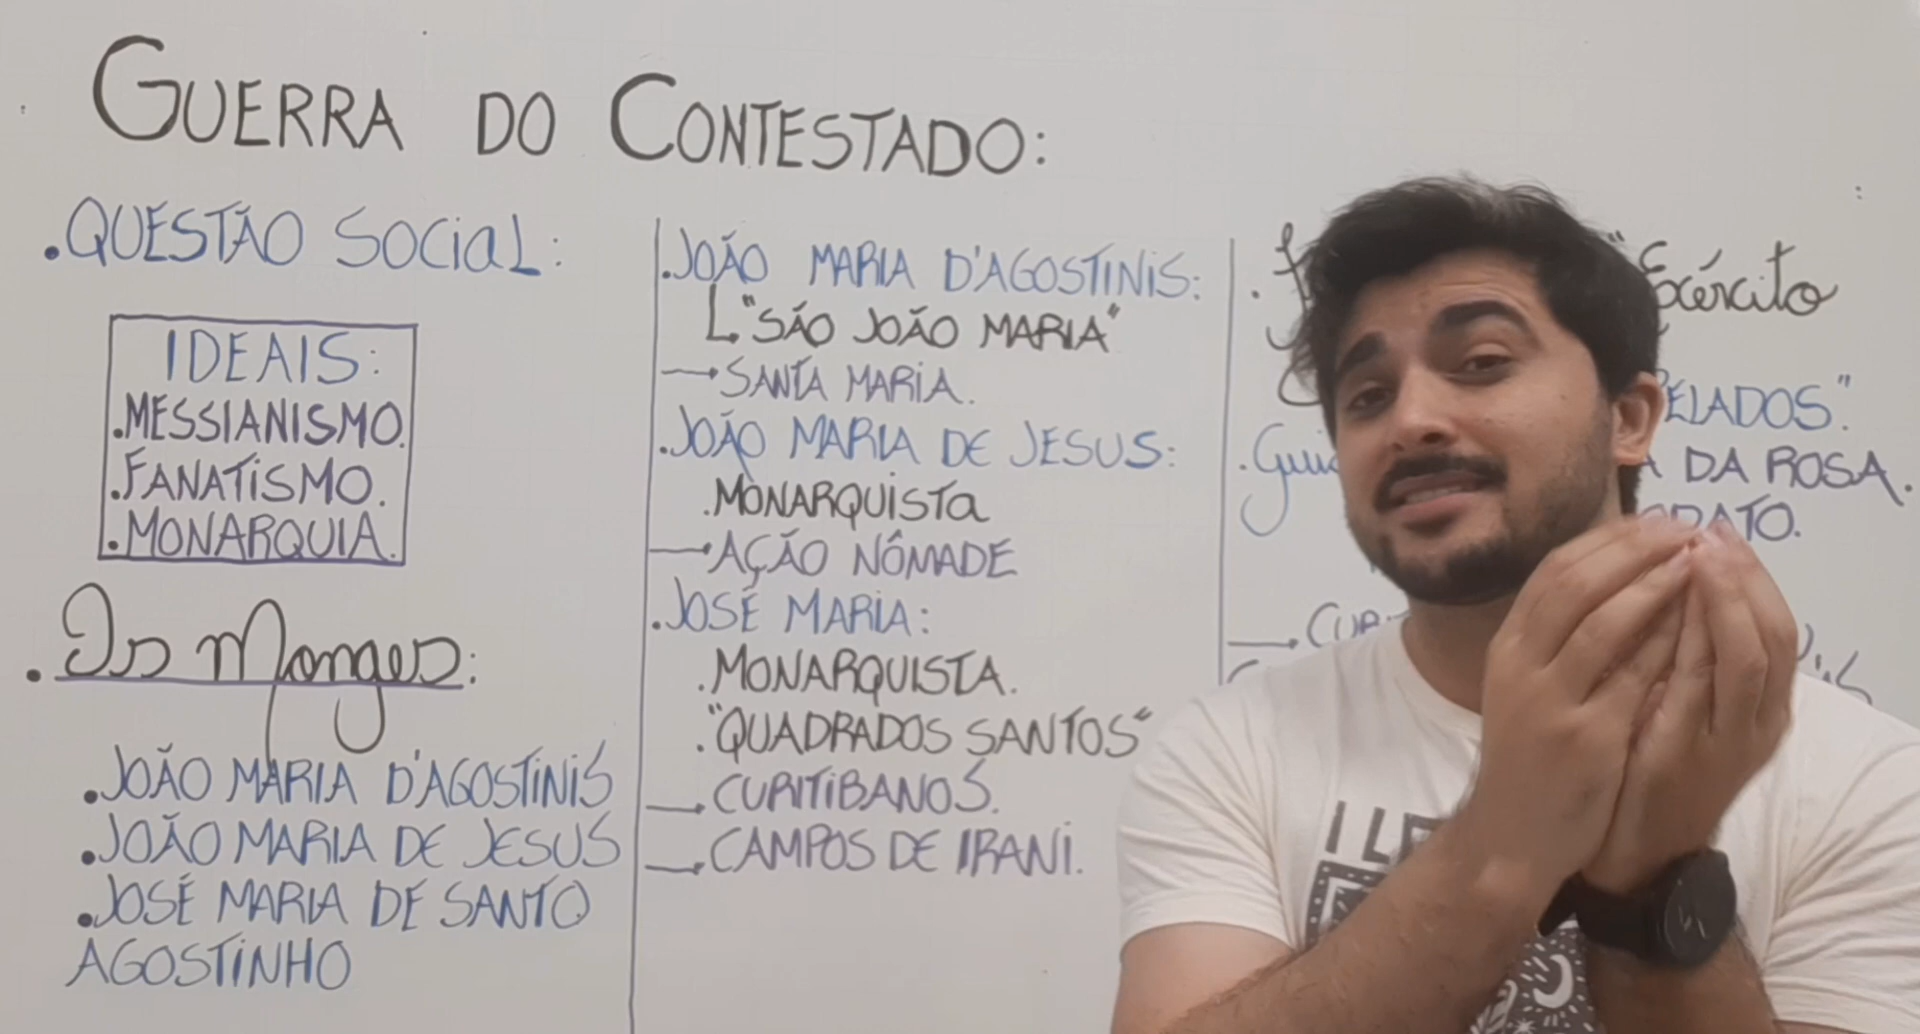 GUERRA DO CONTESTADO:
.QUESTÃO SOCIAL:
IDEAIS:
.MESSIANISMO.
.FANATISMO.
.MONARQUIA.
.Os Monges:
.JOÃO MARIA D'AGOSTINIS
.JOÃO MARIA DE JESUS
.JOSÉ MARIA DE SANTO
AGOSTINHO
.JOÃO MARIA D'AGOSTINIS:
"SÃO JOÃO MARIA"
→SANTA MARIA.
.JOÃO MARIA DE JESUS:
.MONARQUISTA
→AÇÃO NÔMADE
.JOSÉ MARIA:
.MONARQUISTA.
."QUADRADOS SANTOS"
→CURITIBANOS.
→CAMPOS DE IRANI.
"Exército
DA ROSA.